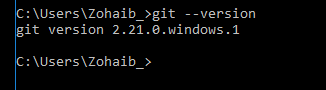 C:\Users\Zohaib_>git --version
git version 2.21.0.windows.1
C:\Users\Zohaib_>